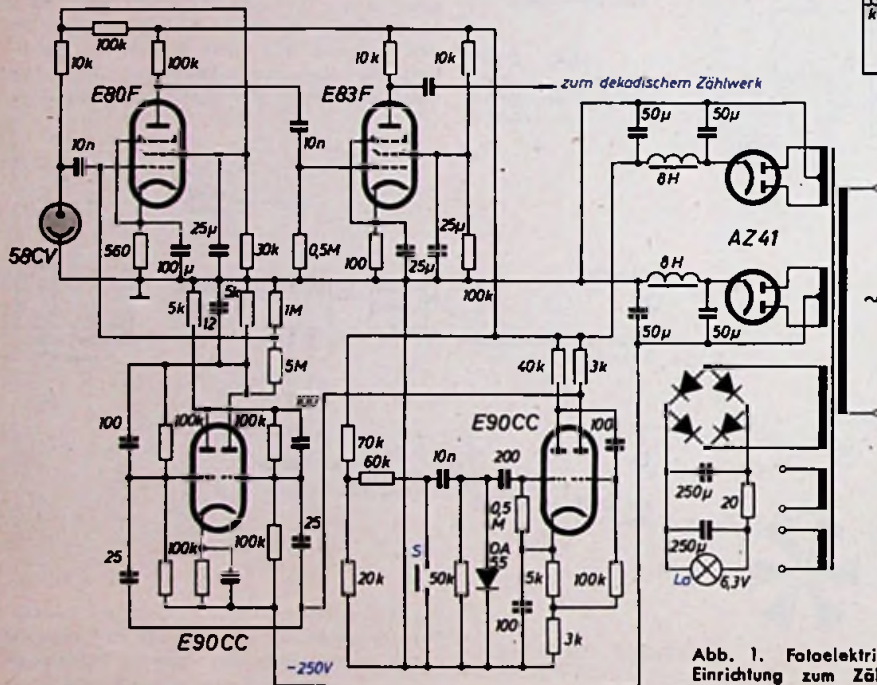 k
100k
10k
100k
10k
10k
E80F
E83F
zum dekadischem Zählwerk
50µ
50µ
10n
10n
8H
58CV
560
100µ
25µ
30k
0,5M
100
25µ
25µ
100k
AZ41
8H
5k
12
5k
1M
50µ
50µ
5M
40k
3k
100
100k
100k
E90CC
100
70k
60k
10n
200
0,5
M
OA
55
250µ
20
250µ
25
100k
100k
25
S
20k
50k
100
5k
100k
3k
La
6,3V
~
E90CC
-250V
Abb. 1. Fotoelektri
Einrichtung zum Zäh